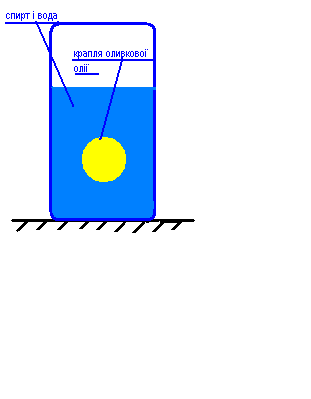 спирт і вода
крапля оливкової
олії